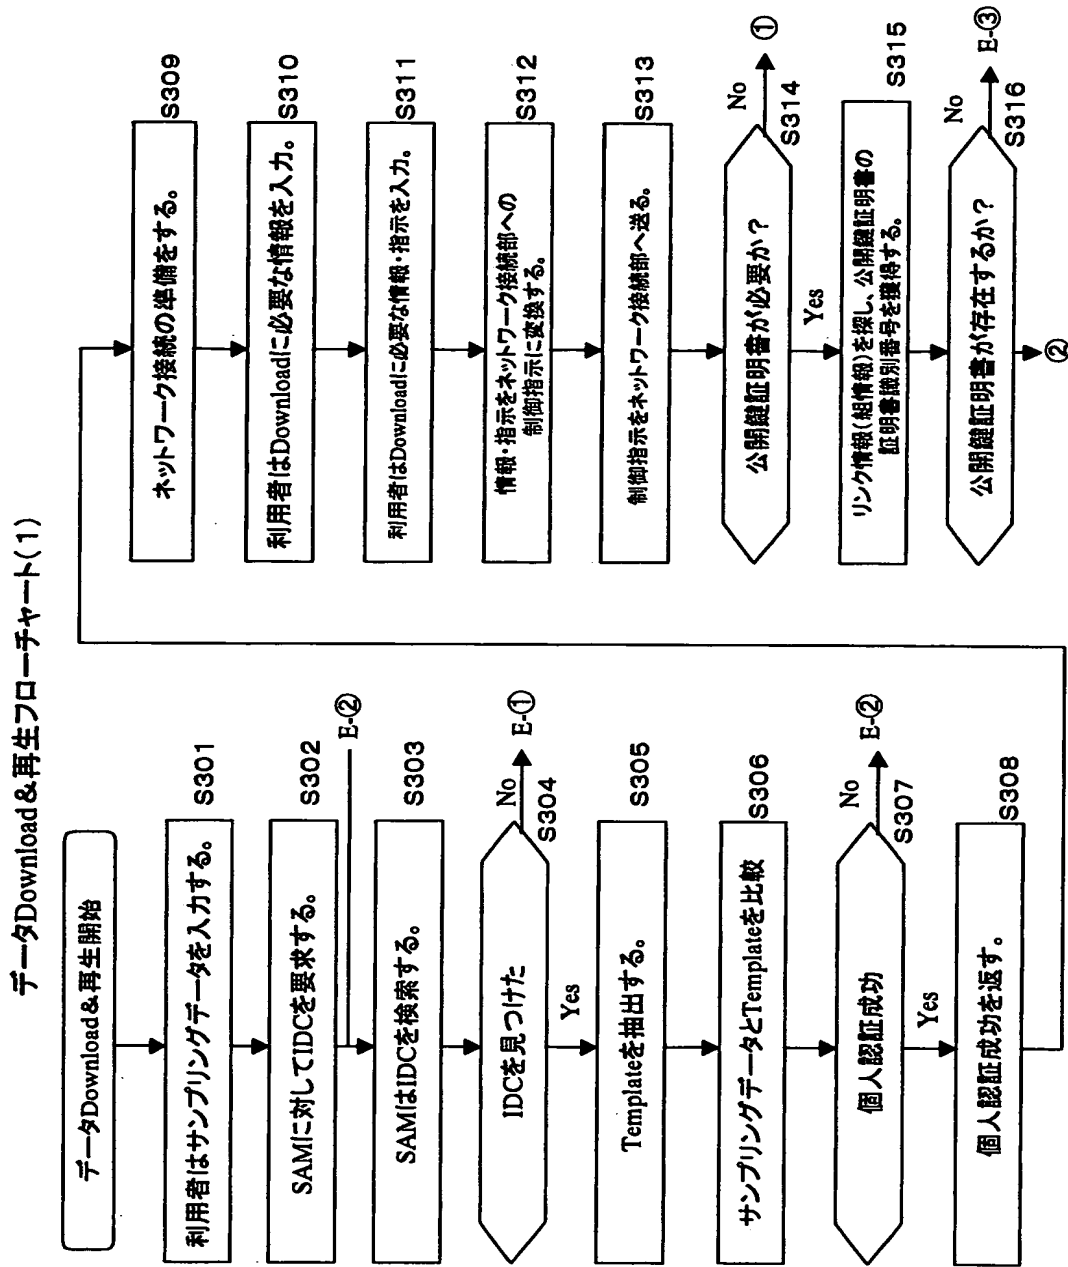 データDownload&再生フローチャート(1)
データDownload&再生開始
利用者はサンプリングデータを入力する。
S301
SAMに対してIDCを要求する。
S302
E-②
SAMはIDCを検索する。
S303
IDCを見つけた
No
E-①
S304
Yes
Templateを抽出する。
S305
サンプリングデータとTemplateを比較
S306
個人認証成功
No
E-②
S307
Yes
個人認証成功を返す。
S308
ネットワーク接続の準備をする。
S309
利用者はDownloadに必要な情報を入力。
S310
利用者はDownloadに必要な情報・指示を入力。
S311
情報・指示をネットワーク接続部への
制御指示に変換する。
S312
制御指示をネットワーク接続部へ送る。
S313
公開鍵証明書が必要か?
No
①
S314
Yes
リンク情報(組情報)を探し、公開鍵証明書の
証明書識別番号を獲得する。
S315
公開鍵証明書が存在するか?
No
E-③
S316
②